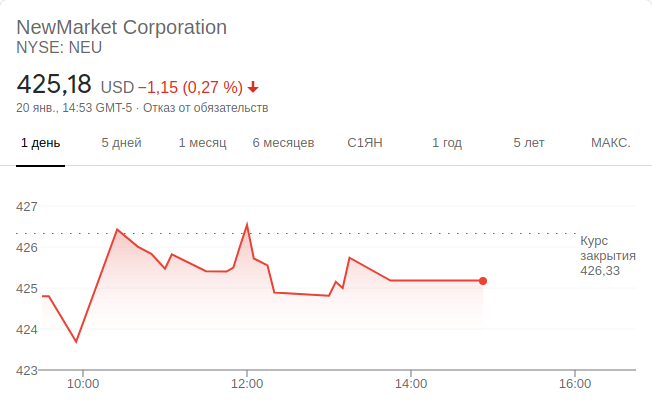 NewMarket Corporation
NYSE: NEU
425,18 USD −1,15 (0,27 %)
20 янв., 14:53 GMT-5 · Отказ от обязательств
1 день 5 дней 1 месяц 6 месяцев С1ЯН 1 год 5 лет МАКС.
427
426
425
424
423
Курс
закрытия
426,33
10:00 12:00 14:00 16:00